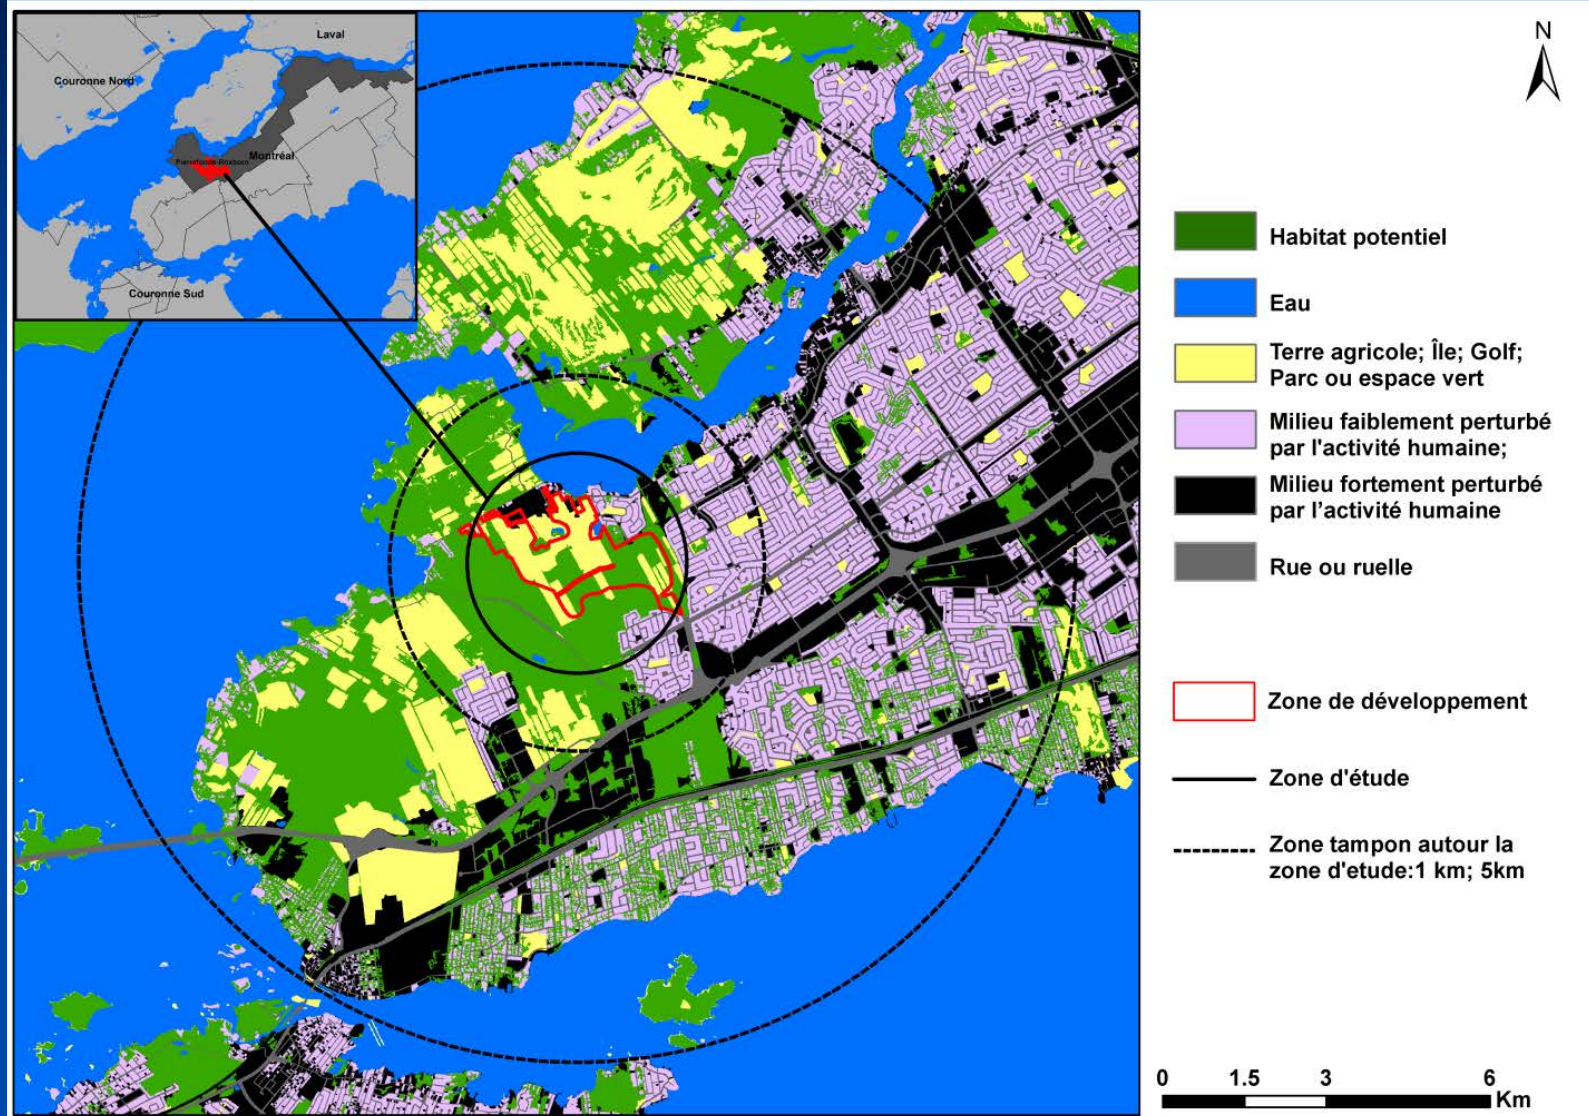 Laval
Couronne Nord
Pierrefonds-Roxboro
Montréal
Couronne Sud
N
Habitat potentiel
Eau
Terre agricole; Île; Golf;
Parc ou espace vert
Milieu faiblement perturbé
par l'activité humaine;
Milieu fortement perturbé
par l’activité humaine
Rue ou ruelle
Zone de développement
Zone d'étude
Zone tampon autour la
zone d'etude:1 km; 5km
0 1.5 3 6
Km